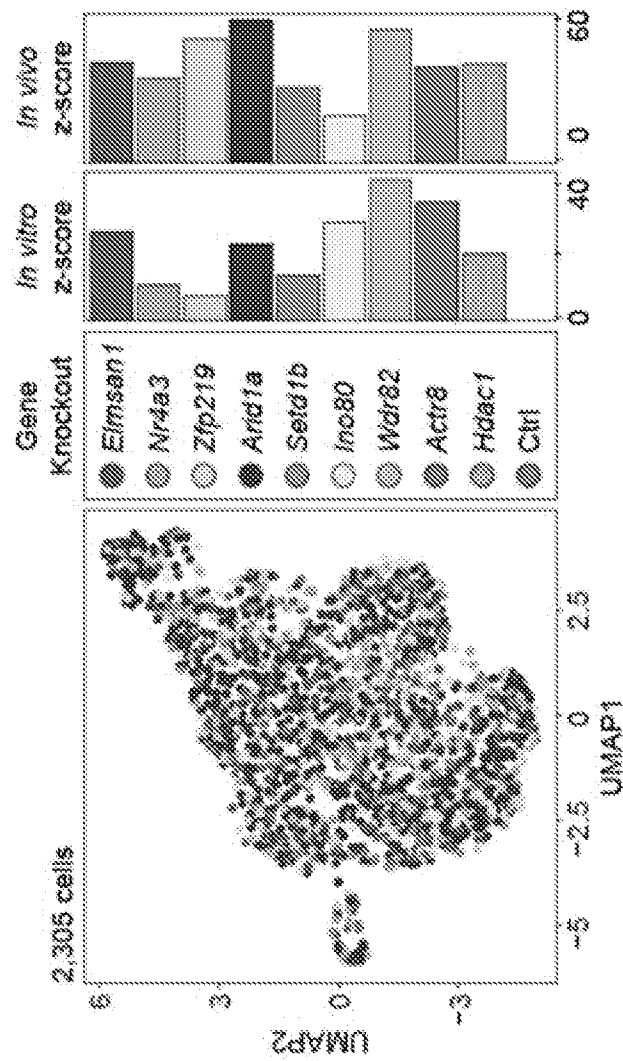 2,305 cells
UMAP2
6
3
0
−3
−5
−2.5
0
2.5
UMAP1
Gene
Knockout
Elmsan1
Nr4a3
Zfp219
Arid1a
Setd1b
Ino80
Wdr82
Actr8
Hdac1
Ctrl
In vitro
z-score
0
40
In vivo
z-score
0
60